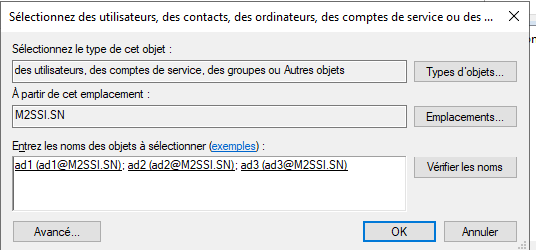 Sélectionnez des utilisateurs, des contacts, des ordinateurs, des comptes de service ou des ...
Sélectionnez le type de cet objet :
des utilisateurs, des comptes de service, des groupes ou Autres objets
Types d'objets...
À partir de cet emplacement :
M2SSI.SN
Emplacements...
Entrez les noms des objets à sélectionner (exemples) :
ad1 (ad1@M2SSI.SN); ad2 (ad2@M2SSI.SN); ad3 (ad3@M2SSI.SN)
Vérifier les noms
Avancé...
OK
Annuler